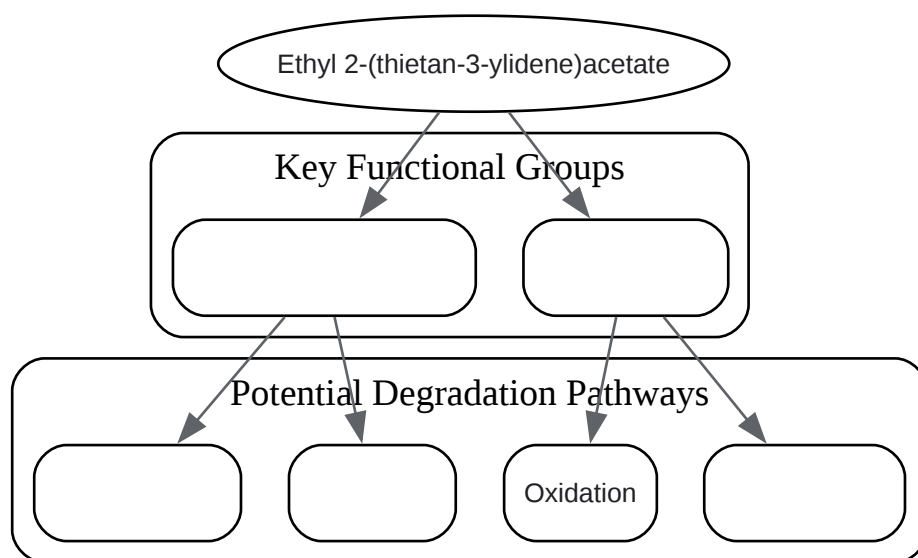 Ethyl 2-(thietan-3-ylidene)acetate
Key Functional Groups
Potential Degradation Pathways
Oxidation